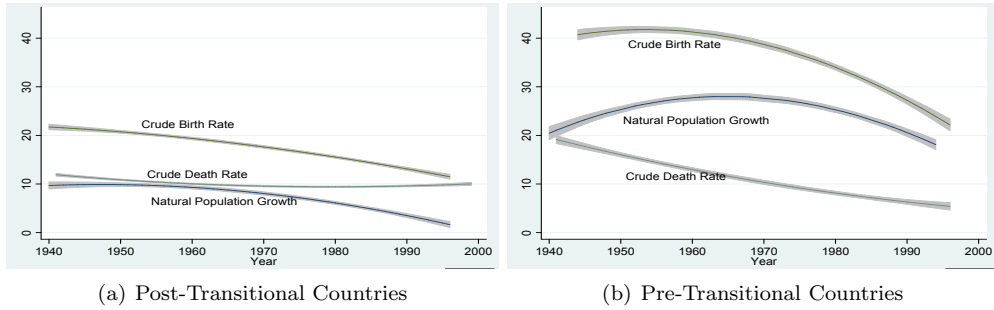 40
30
20
10
0
Crude Birth Rate
Crude Death Rate
Natural Population Growth
1940 1950 1960 1970 1980 1990 2000
Year
(a) Post-Transitional Countries
40
30
20
10
0
Crude Birth Rate
Natural Population Growth
Crude Death Rate
1940 1950 1960 1970 1980 1990 2000
Year
(b) Pre-Transitional Countries